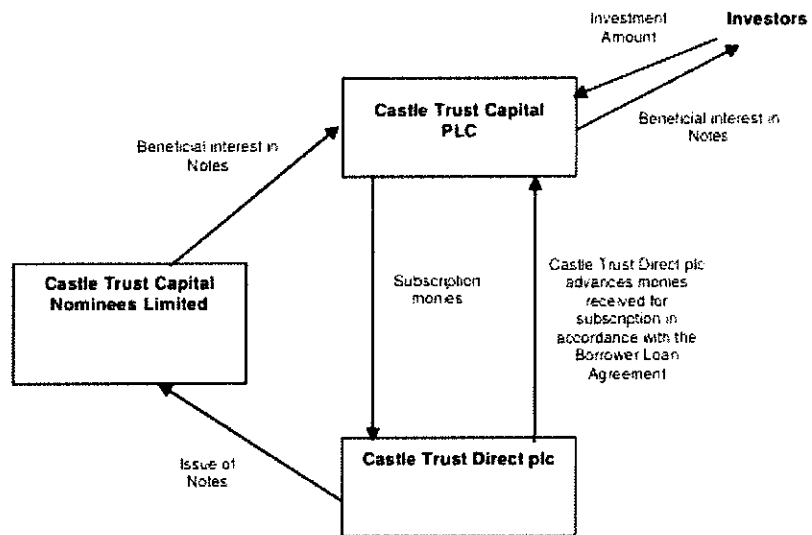 Investment
Amount
Investors
Castle Trust Capital
PLC
Beneficial interest in
Notes
Beneficial interest in
Notes
Castle Trust Capital
Nominees Limited
Subscription
monies
Castle Trust Direct plc
advances monies
received for
subscription in
accordance with the
Borrower Loan
Agreement
Issue of
Notes
Castle Trust Direct plc